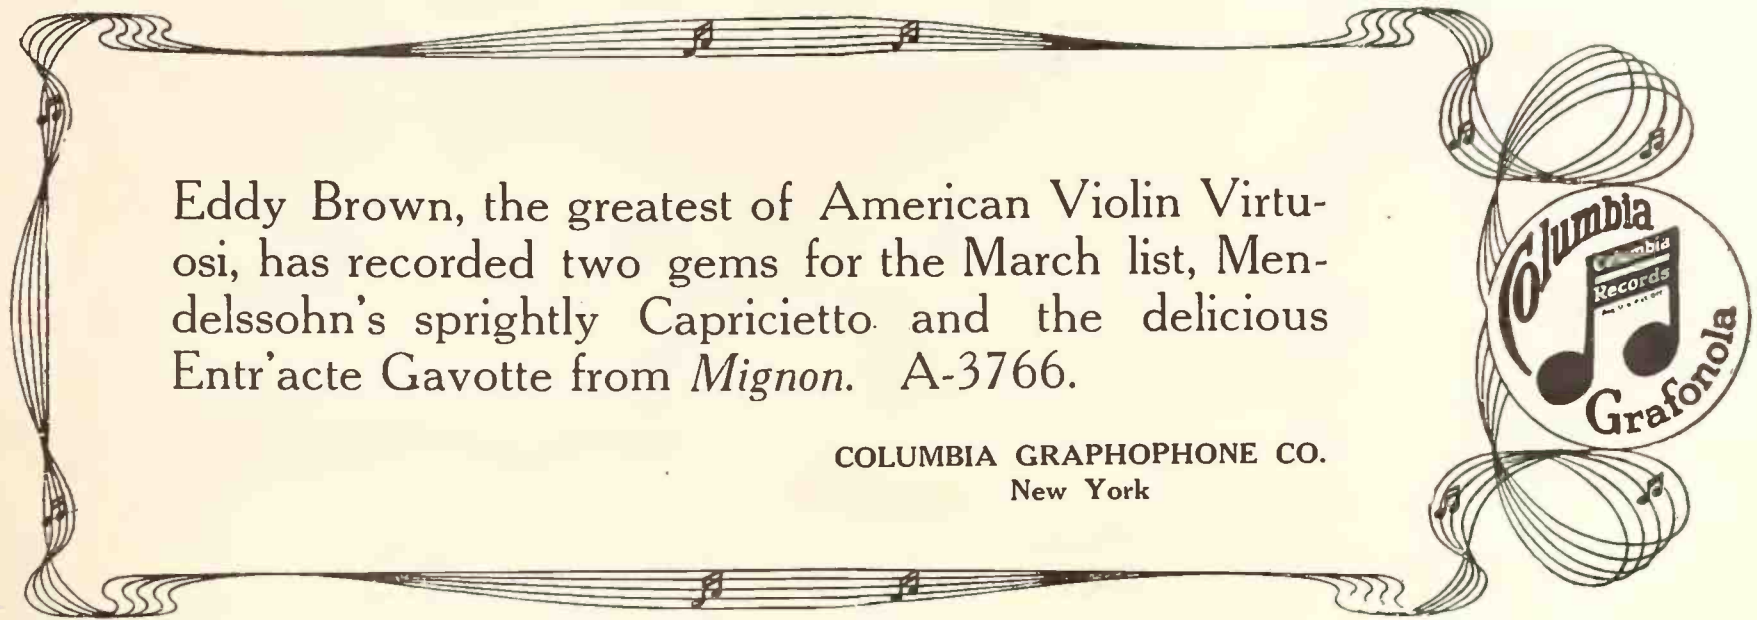 Eddy Brown, the greatest of American Violin Virtu-
osi, has recorded two gems for the March list, Men-
delssohn's sprightly Capricietto and the delicious
Entr'acte Gavotte from Mignon. A-3766.
COLUMBIA GRAPHOPHONE CO.
New York
Columbia
Columbia
Records
Grafonola